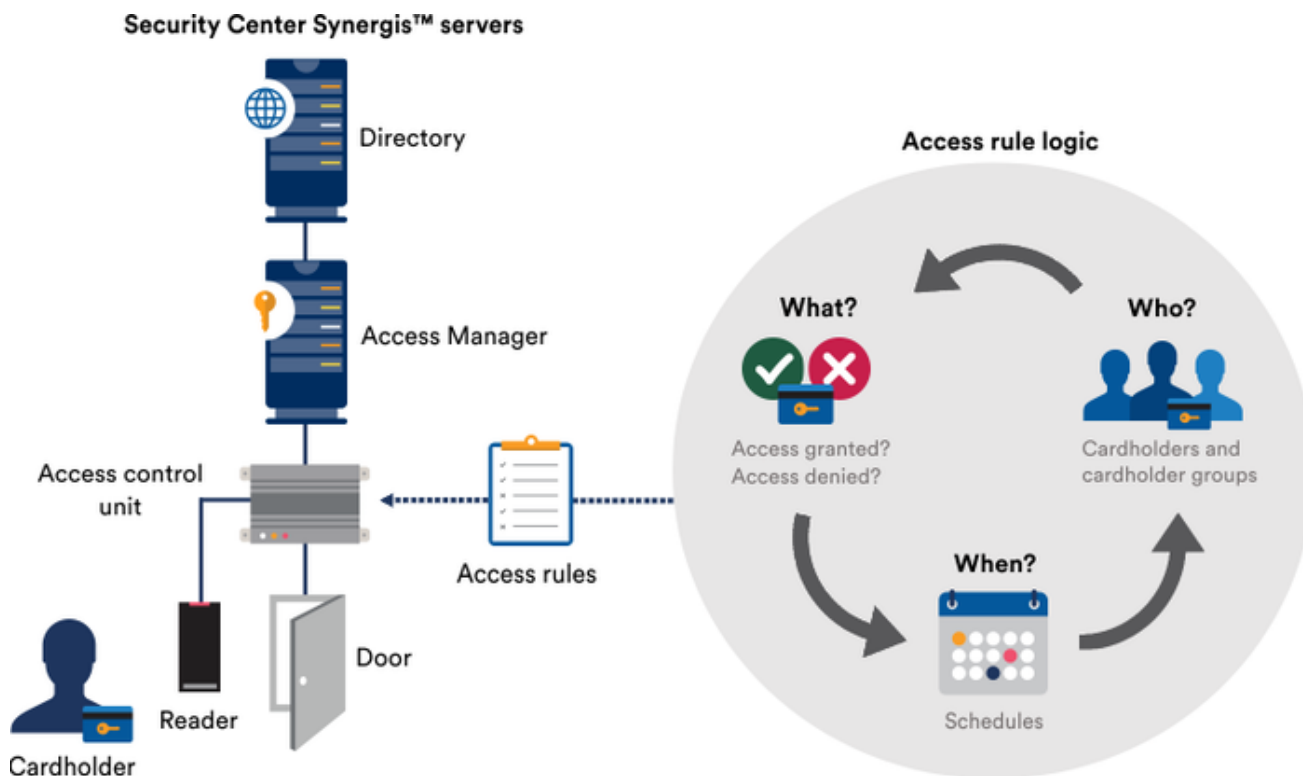 Security Center Synergis™ servers
Directory
Access Manager
Access control
unit
Reader
Door
Cardholder
Access rules
Access rule logic
What?
Access granted?
Access denied?
Who?
Cardholders and
cardholder groups
When?
Schedules